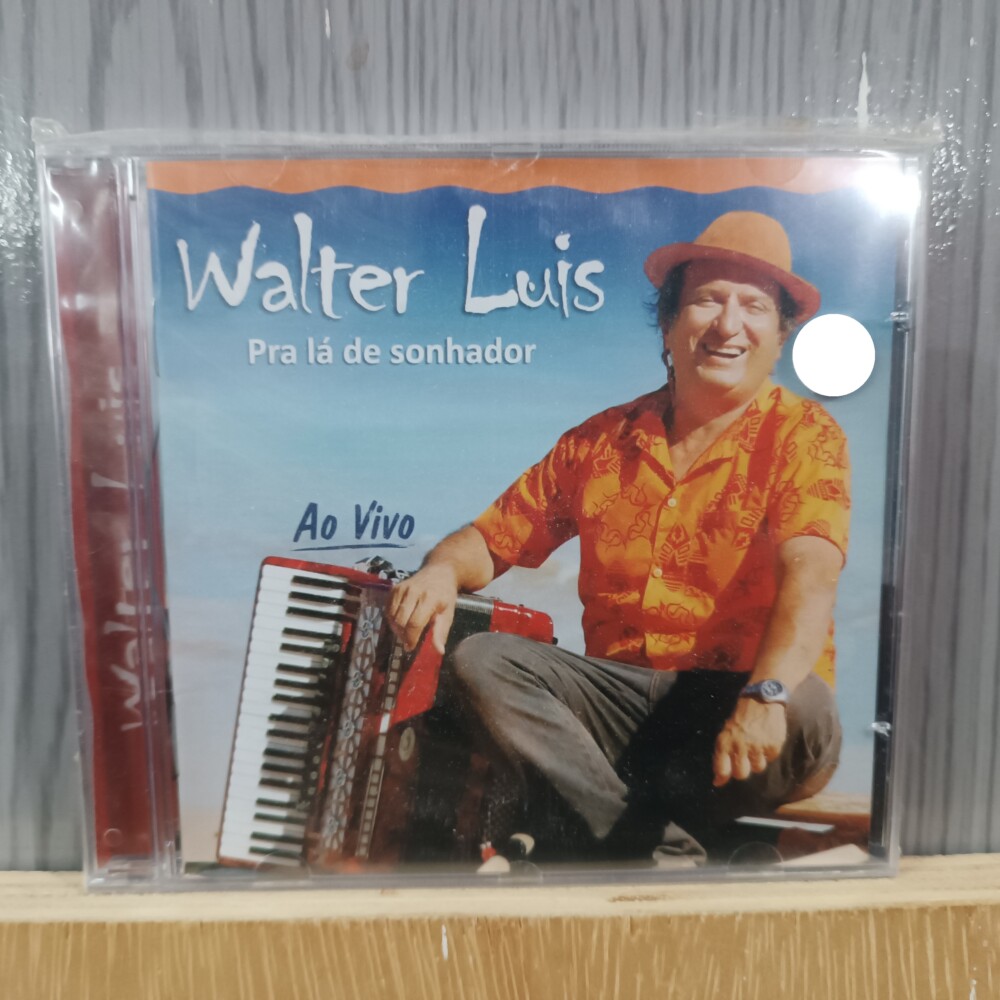 Walter Luis
Pra lá de sonhador
Ao Vivo
Walter Luis